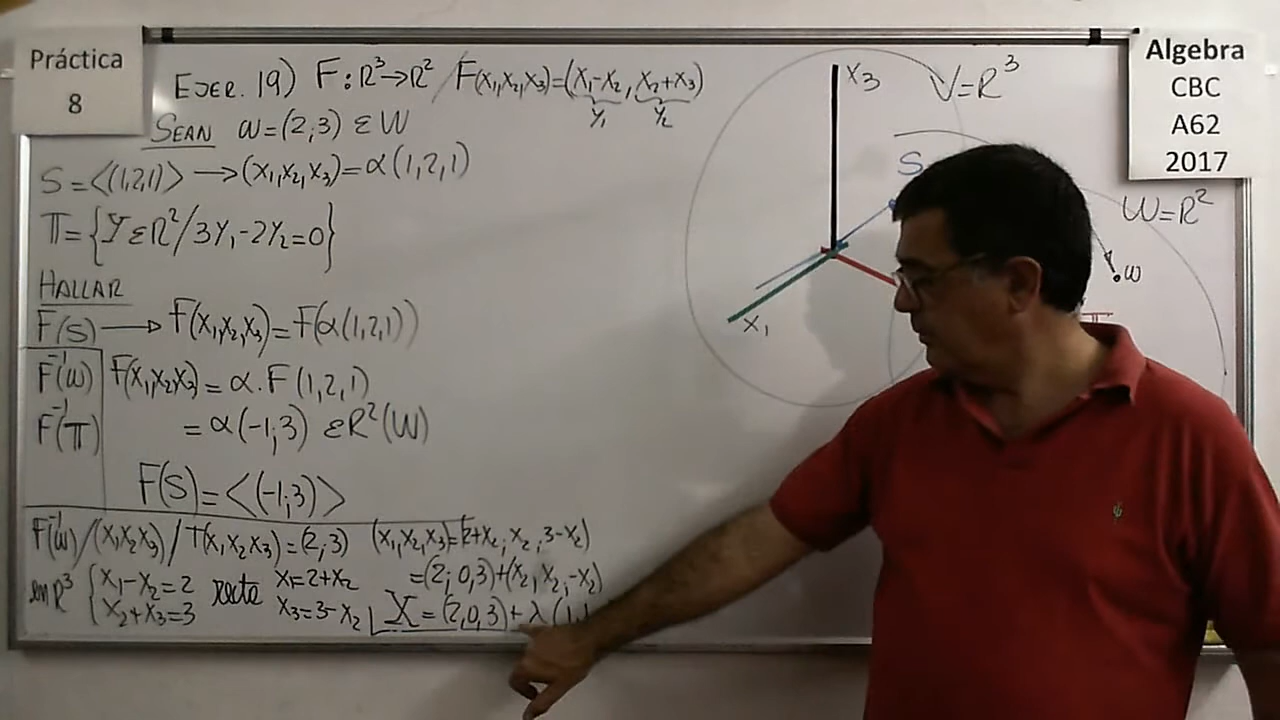 Práctica
8
EJER. 19) F: R³→R² / F(x₁,x₂,x₃)=(x₁-x₂, x₂+x₃)
y₁ y₂
SEAN ω=(2;3) ε W
S=<(1,2,1)> → (x₁,x₂,x₃)=α(1,2,1)
T={Y ε R²/3y₁-2y₂=0}
HALLAR
F(S) → F(x₁,x₂,x₃)=F(α(1,2,1))
F⁻¹(ω) F(x₁,x₂,x₃)=α.F(1,2,1)
F⁻¹(T) =α(-1;3) ε R²(W)
F(S)=<(-1;3)>
F⁻¹(ω)/(x₁x₂x₃)/T(x₁x₂x₃)=(2;3) (x₁,x₂,x₃)=(2+x₂, x₂, 3-x₂)
en R³ { x₁-x₂=2 recta x₁=2+x₂ =(2;0,3)+(x₂,x₂,-x₂)
x₂+x₃=3 x₃=3-x₂ X=(2,0,3)+λ(1,1
x₃
V=R³
S
W=R²
ω
x₁
T
Algebra
CBC
A62
2017